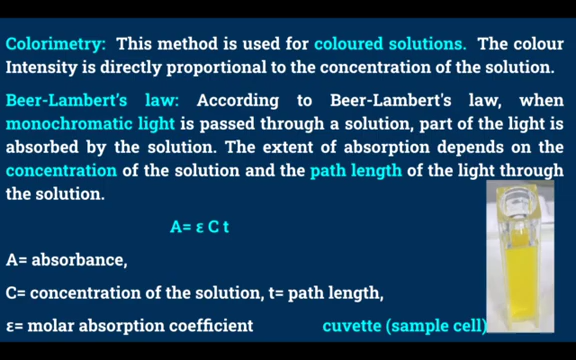 Colorimetry: This method is used for coloured solutions. The colour
Intensity is directly proportional to the concentration of the solution.
Beer-Lambert's law: According to Beer-Lambert's law, when
monochromatic light is passed through a solution, part of the light is
absorbed by the solution. The extent of absorption depends on the
concentration of the solution and the path length of the light through
the solution.
A= ε C t
A= absorbance,
C= concentration of the solution, t= path length,
ε= molar absorption coefficient cuvette (sample cell)